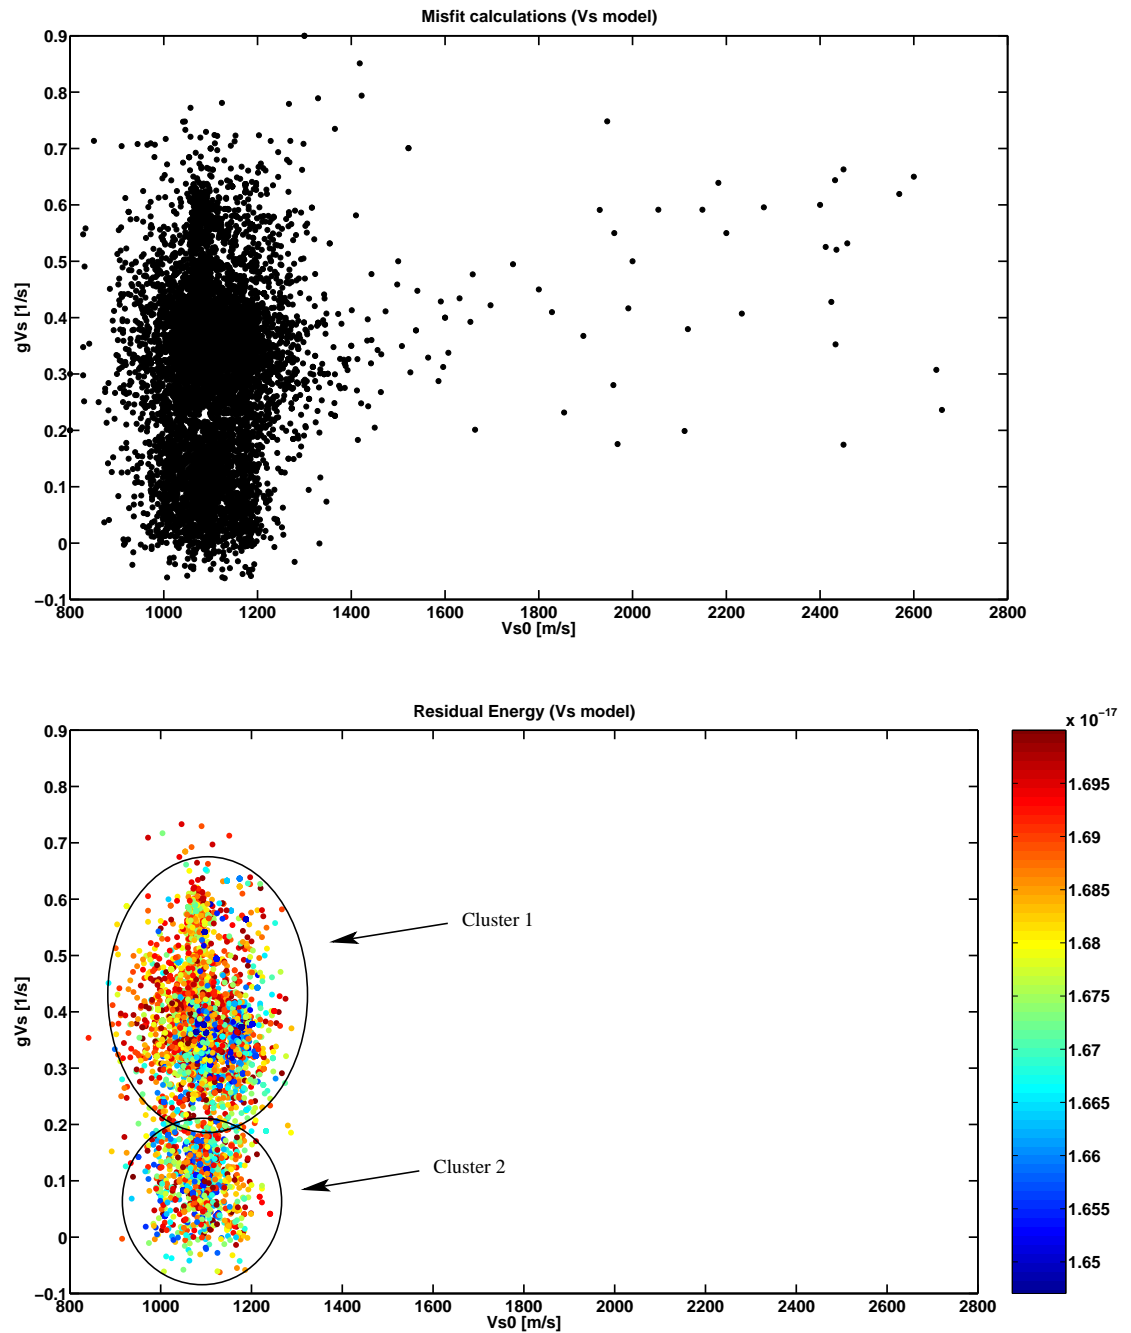 Misfit calculations (Vs model)
0.9
0.8
0.7
0.6
0.5
0.4
0.3
0.2
0.1
0
−0.1
gVs [1/s]
800 1000 1200 1400 1600 1800 2000 2200 2400 2600 2800
Vs0 [m/s]
Residual Energy (Vs model)
x 10−17
0.9
0.8
0.7
0.6
0.5
0.4
0.3
0.2
0.1
0
−0.1
gVs [1/s]
Cluster 1
Cluster 2
800 1000 1200 1400 1600 1800 2000 2200 2400 2600 2800
Vs0 [m/s]
1.695
1.69
1.685
1.68
1.675
1.67
1.665
1.66
1.655
1.65